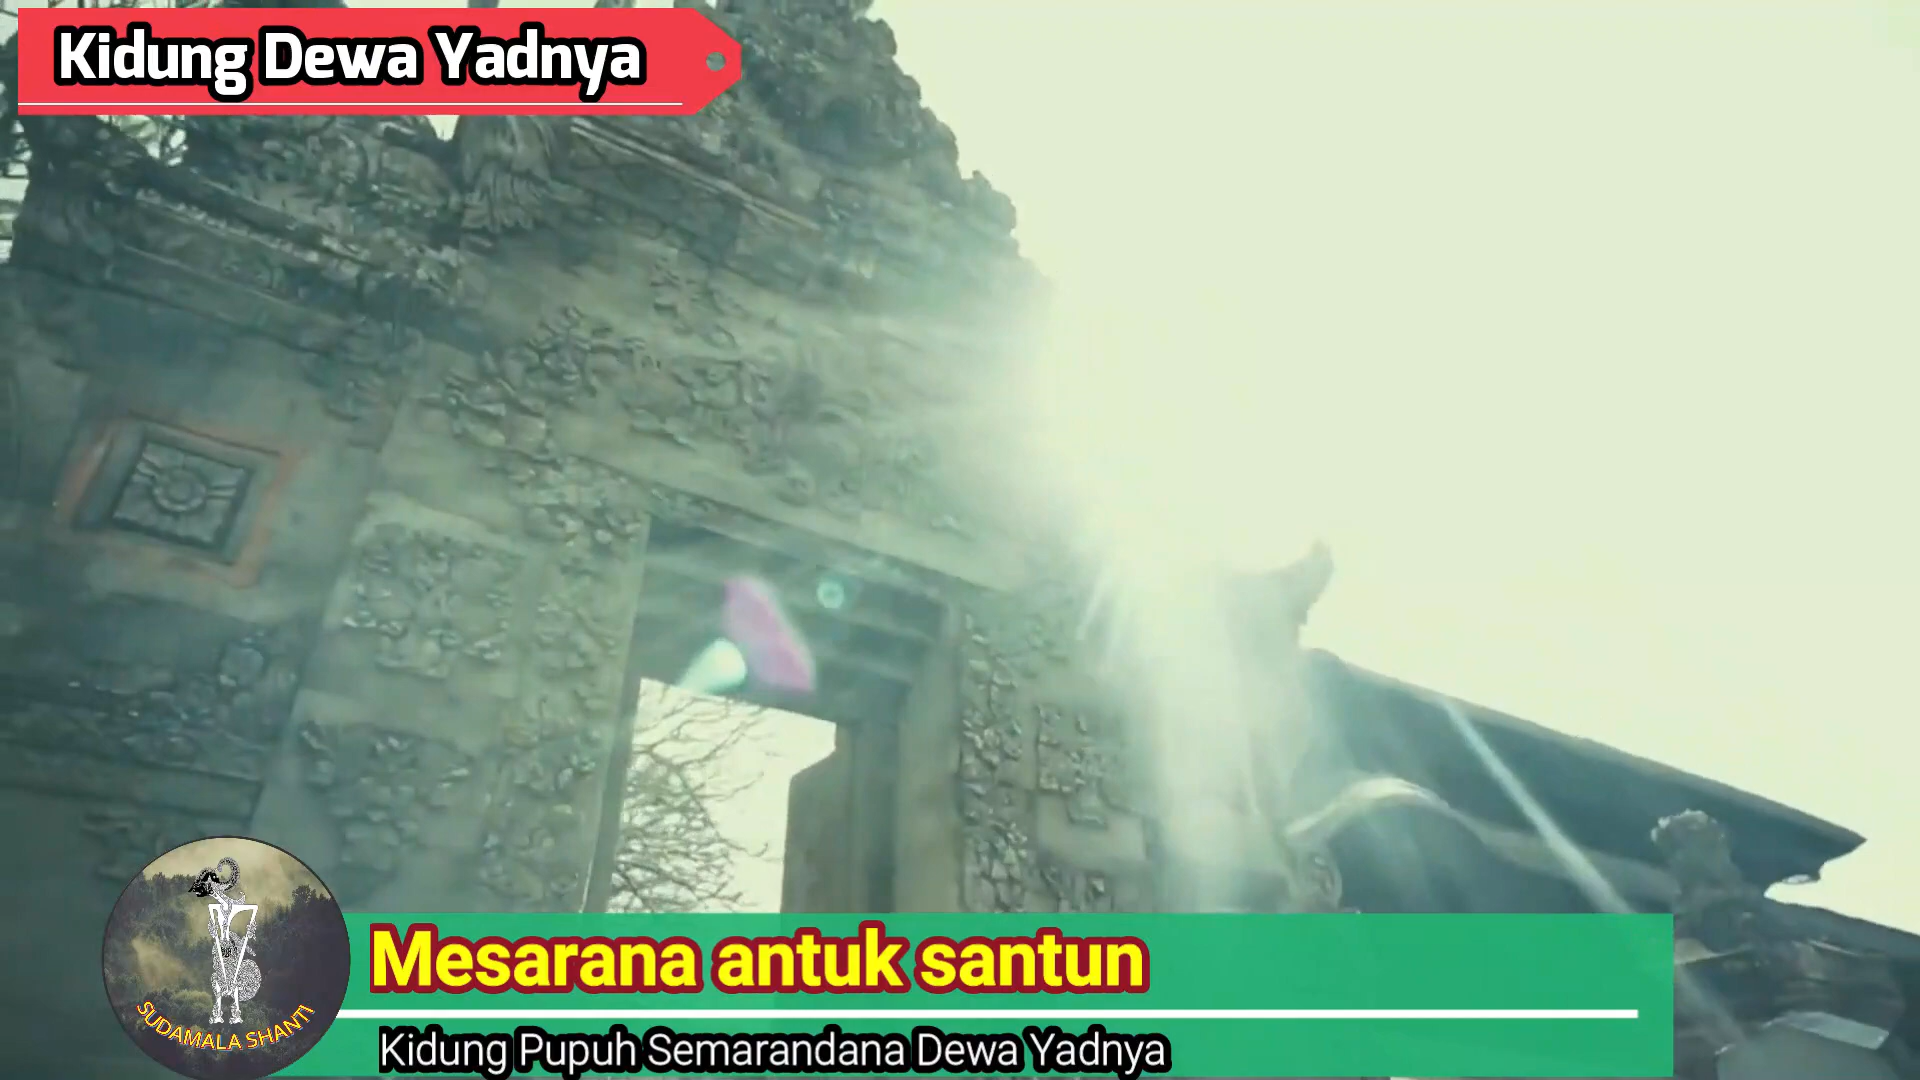 Kidung Dewa Yadnya
Mesarana antuk santun
SUDAMALA SHANTI
Kidung Pupuh Semarandana Dewa Yadnya